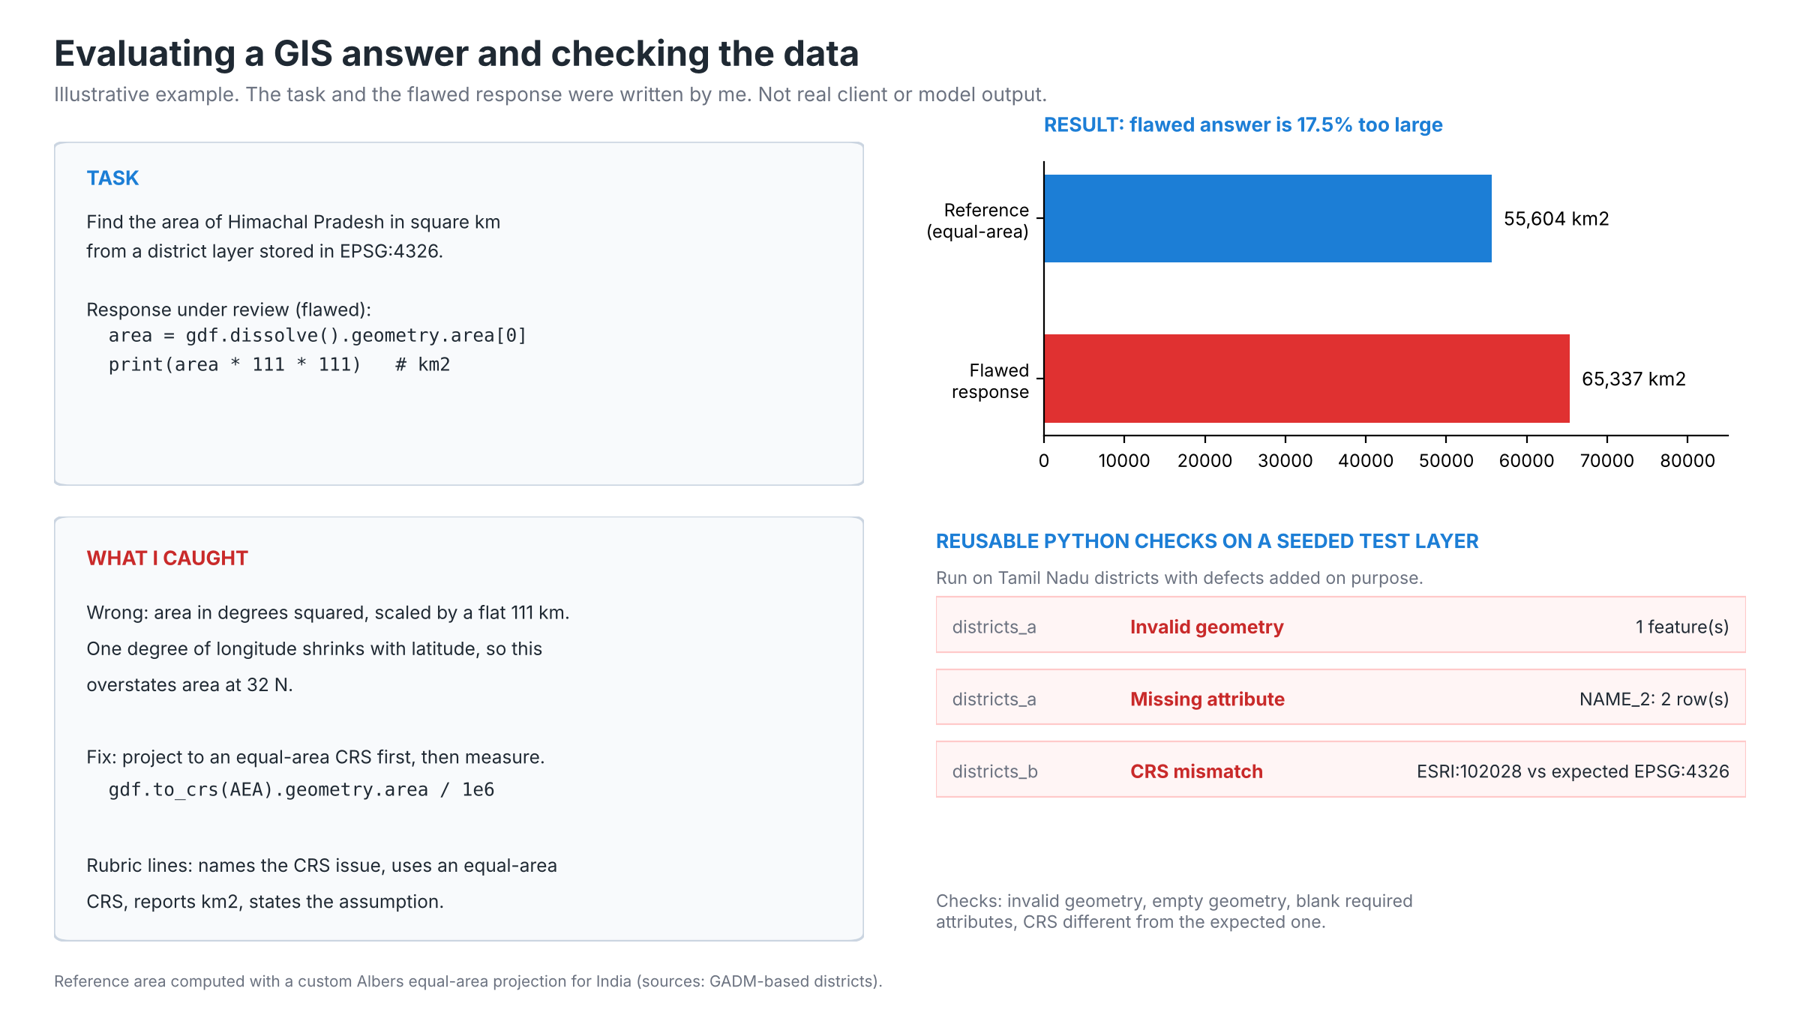 Evaluating a GIS answer and checking the data
Illustrative example. The task and the flawed response were written by me. Not real client or model output.
TASK
Find the area of Himachal Pradesh in square km
from a district layer stored in EPSG:4326.
Response under review (flawed):
area = gdf.dissolve().geometry.area[0]
print(area * 111 * 111)   # km2
RESULT: flawed answer is 17.5% too large
Reference
(equal-area)
55,604 km2
Flawed
response
65,337 km2
0 10000 20000 30000 40000 50000 60000 70000 80000
WHAT I CAUGHT
Wrong: area in degrees squared, scaled by a flat 111 km.
One degree of longitude shrinks with latitude, so this
overstates area at 32 N.
Fix: project to an equal-area CRS first, then measure.
gdf.to_crs(AEA).geometry.area / 1e6
Rubric lines: names the CRS issue, uses an equal-area
CRS, reports km2, states the assumption.
REUSABLE PYTHON CHECKS ON A SEEDED TEST LAYER
Run on Tamil Nadu districts with defects added on purpose.
districts_a Invalid geometry 1 feature(s)
districts_a Missing attribute NAME_2: 2 row(s)
districts_b CRS mismatch ESRI:102028 vs expected EPSG:4326
Checks: invalid geometry, empty geometry, blank required
attributes, CRS different from the expected one.
Reference area computed with a custom Albers equal-area projection for India (sources: GADM-based districts).